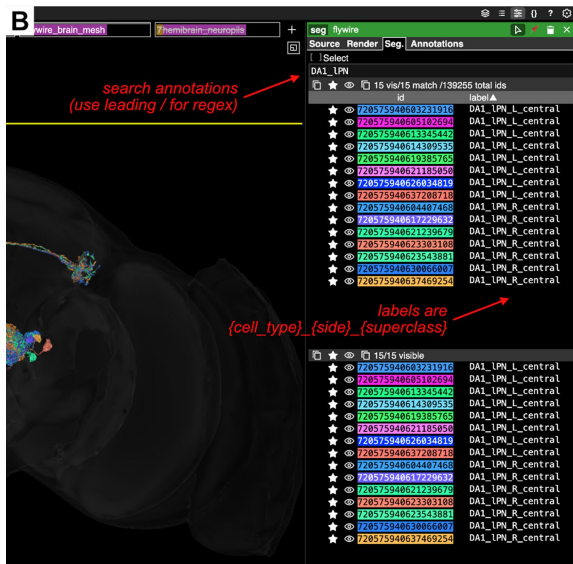 B
ywire_brain_mesh
7hemibrain_neuropils
+
{}
?
seg flywire
×
Source Render Seg. Annotations
[ ]Select
DA1_lPN
15 vis/15 match /139255 total ids
id label▲
720575940603231916 DA1_lPN_L_central
720575940605102694 DA1_lPN_L_central
720575940613345442 DA1_lPN_L_central
720575940614309535 DA1_lPN_L_central
720575940619385765 DA1_lPN_L_central
720575940621185050 DA1_lPN_L_central
720575940626034819 DA1_lPN_L_central
720575940637208718 DA1_lPN_L_central
720575940604407468 DA1_lPN_R_central
720575940617229632 DA1_lPN_R_central
720575940621239679 DA1_lPN_R_central
720575940623303108 DA1_lPN_R_central
720575940623543881 DA1_lPN_R_central
720575940630066007 DA1_lPN_R_central
720575940637469254 DA1_lPN_R_central
search annotations
(use leading / for regex)
labels are
{cell_type}_{side}_{superclass}
15/15 visible
720575940603231916 DA1_lPN_L_central
720575940605102694 DA1_lPN_L_central
720575940613345442 DA1_lPN_L_central
720575940614309535 DA1_lPN_L_central
720575940619385765 DA1_lPN_L_central
720575940621185050 DA1_lPN_L_central
720575940626034819 DA1_lPN_L_central
720575940637208718 DA1_lPN_L_central
720575940604407468 DA1_lPN_R_central
720575940617229632 DA1_lPN_R_central
720575940621239679 DA1_lPN_R_central
720575940623303108 DA1_lPN_R_central
720575940623543881 DA1_lPN_R_central
720575940630066007 DA1_lPN_R_central
720575940637469254 DA1_lPN_R_central